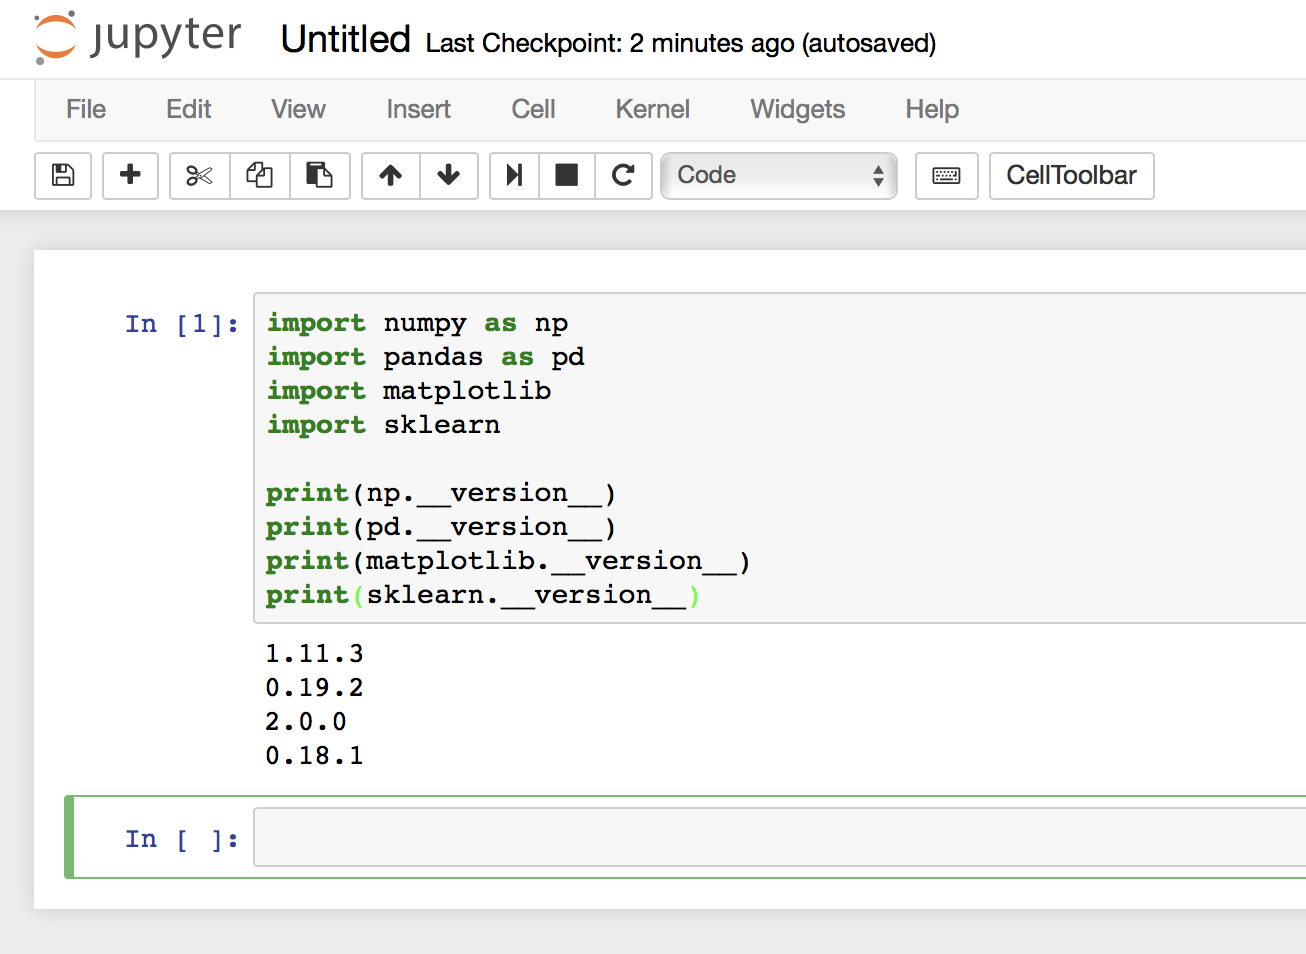 jupyter Untitled Last Checkpoint: 2 minutes ago (autosaved)
File Edit View Insert Cell Kernel Widgets Help
Code CellToolbar
In [1]: import numpy as np
import pandas as pd
import matplotlib
import sklearn
print(np.__version__)
print(pd.__version__)
print(matplotlib.__version__)
print(sklearn.__version__)
1.11.3
0.19.2
2.0.0
0.18.1
In [ ]: